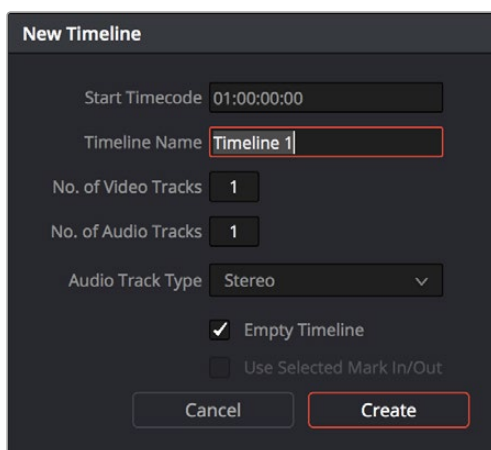 New Timeline
Start Timecode 01:00:00:00
Timeline Name Timeline 1
No. of Video Tracks 1
No. of Audio Tracks 1
Audio Track Type Stereo
Empty Timeline
Use Selected Mark In/Out
Cancel Create